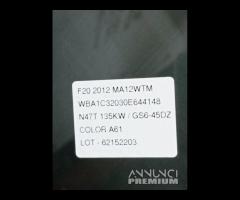 F20 2012 MA12WTM
WBA1C32030E644148
N47T 135KW / GS6-45DZ
COLOR A61
LOT - 62152203
ANNUNCI
PREMIUM